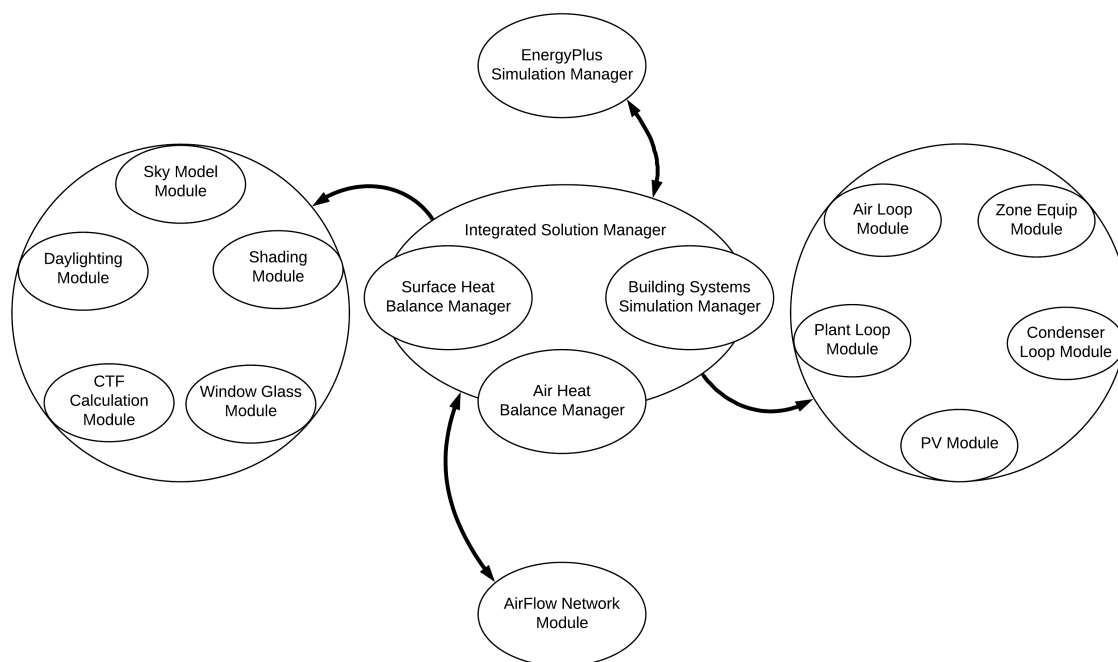 EnergyPlus
Simulation Manager
Sky Model
Module
Daylighting
Module
Shading
Module
CTF
Calculation
Module
Window Glass
Module
Integrated Solution Manager
Surface Heat
Balance Manager
Building Systems
Simulation Manager
Air Heat
Balance Manager
Air Loop
Module
Zone Equip
Module
Plant Loop
Module
Condenser
Loop Module
PV Module
AirFlow Network
Module